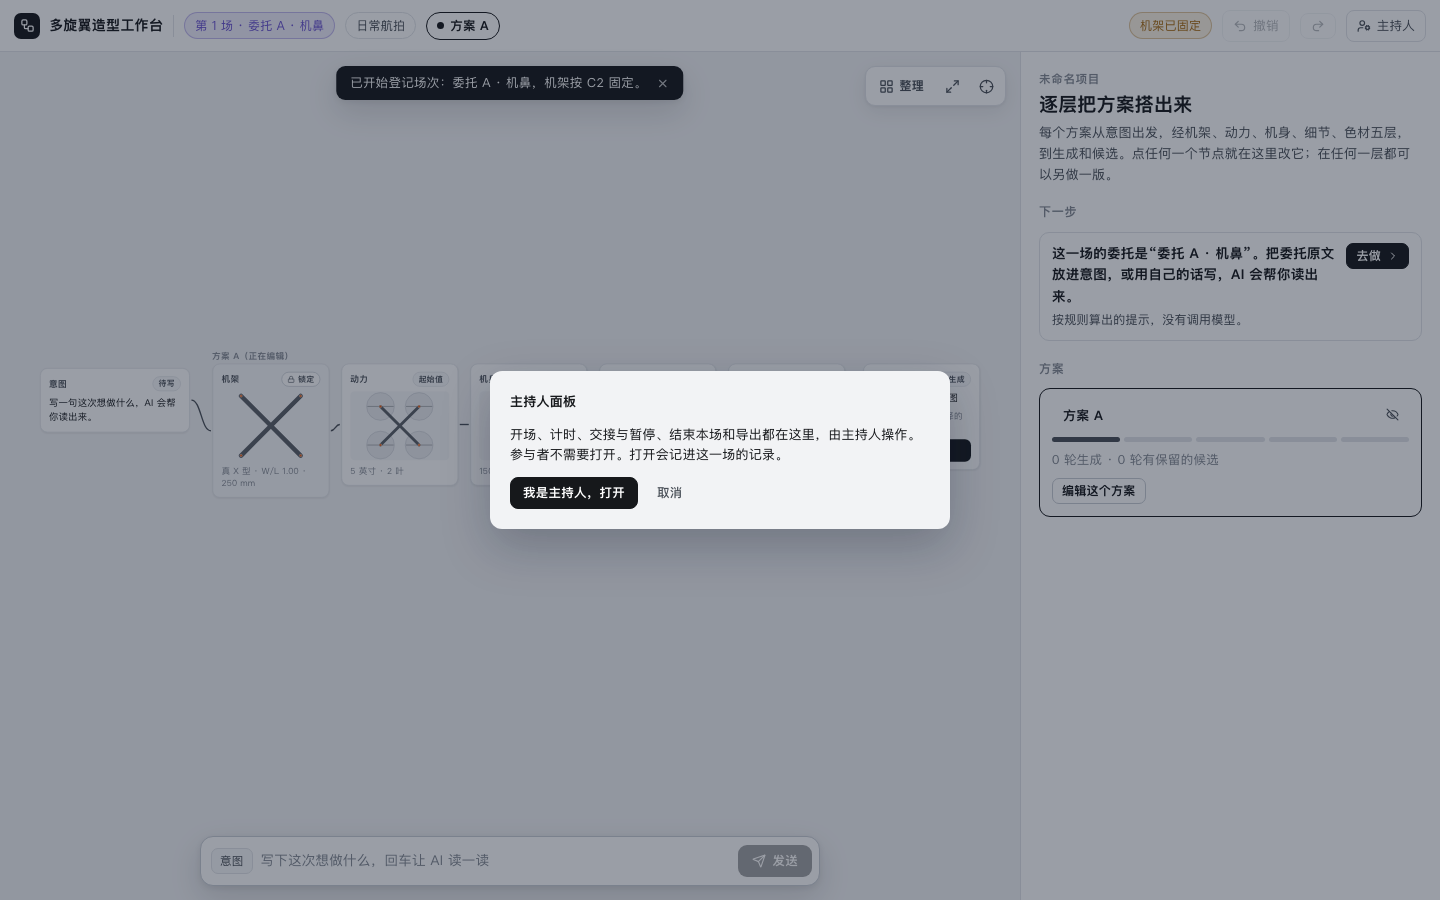 多旋翼造型工作台
第 1 场 · 委托 A · 机鼻
日常航拍
方案 A
机架已固定
撤销
主持人
已开始登记场次：委托 A · 机鼻，机架按 C2 固定。
整理
未命名项目
逐层把方案搭出来
每个方案从意图出发，经机架、动力、机身、细节、色材五层，
到生成和候选。点任何一个节点就在这里改它；在任何一层都可
以另做一版。
下一步
这一场的委托是“委托 A · 机鼻”。把委托原文
放进意图，或用自己的话写，AI 会帮你读出
来。
去做
按规则算出的提示，没有调用模型。
方案
方案 A
0 轮生成 · 0 轮有保留的候选
编辑这个方案
方案 A（正在编辑）
意图
待写
写一句这次想做什么，AI 会帮
你读出来。
机架
锁定
真 X 型 · W/L 1.00 ·
250 mm
动力
起始值
5 英寸 · 2 叶
主持人面板
开场、计时、交接与暂停、结束本场和导出都在这里，由主持人操作。
参与者不需要打开。打开会记进这一场的记录。
我是主持人，打开
取消
意图
写下这次想做什么，回车让 AI 读一读
发送